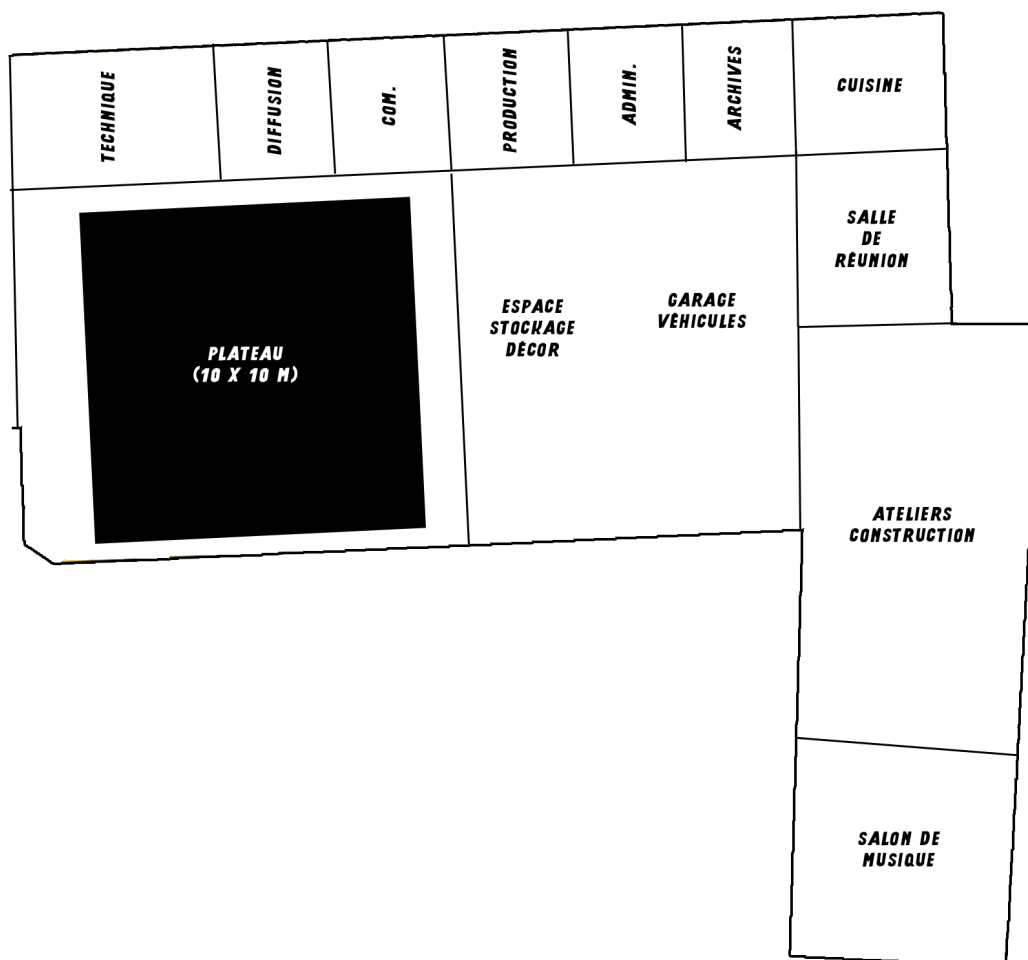 TECHNIQUE
DIFFUSION
COM.
PRODUCTION
ADMIN.
ARCHIVES
CUISINE
SALLE
DE
RÉUNION
ESPACE
STOCKAGE
DÉCOR
GARAGE
VÉHICULES
PLATEAU
(10 X 10 M)
ATELIERS
CONSTRUCTION
SALON DE
MUSIQUE